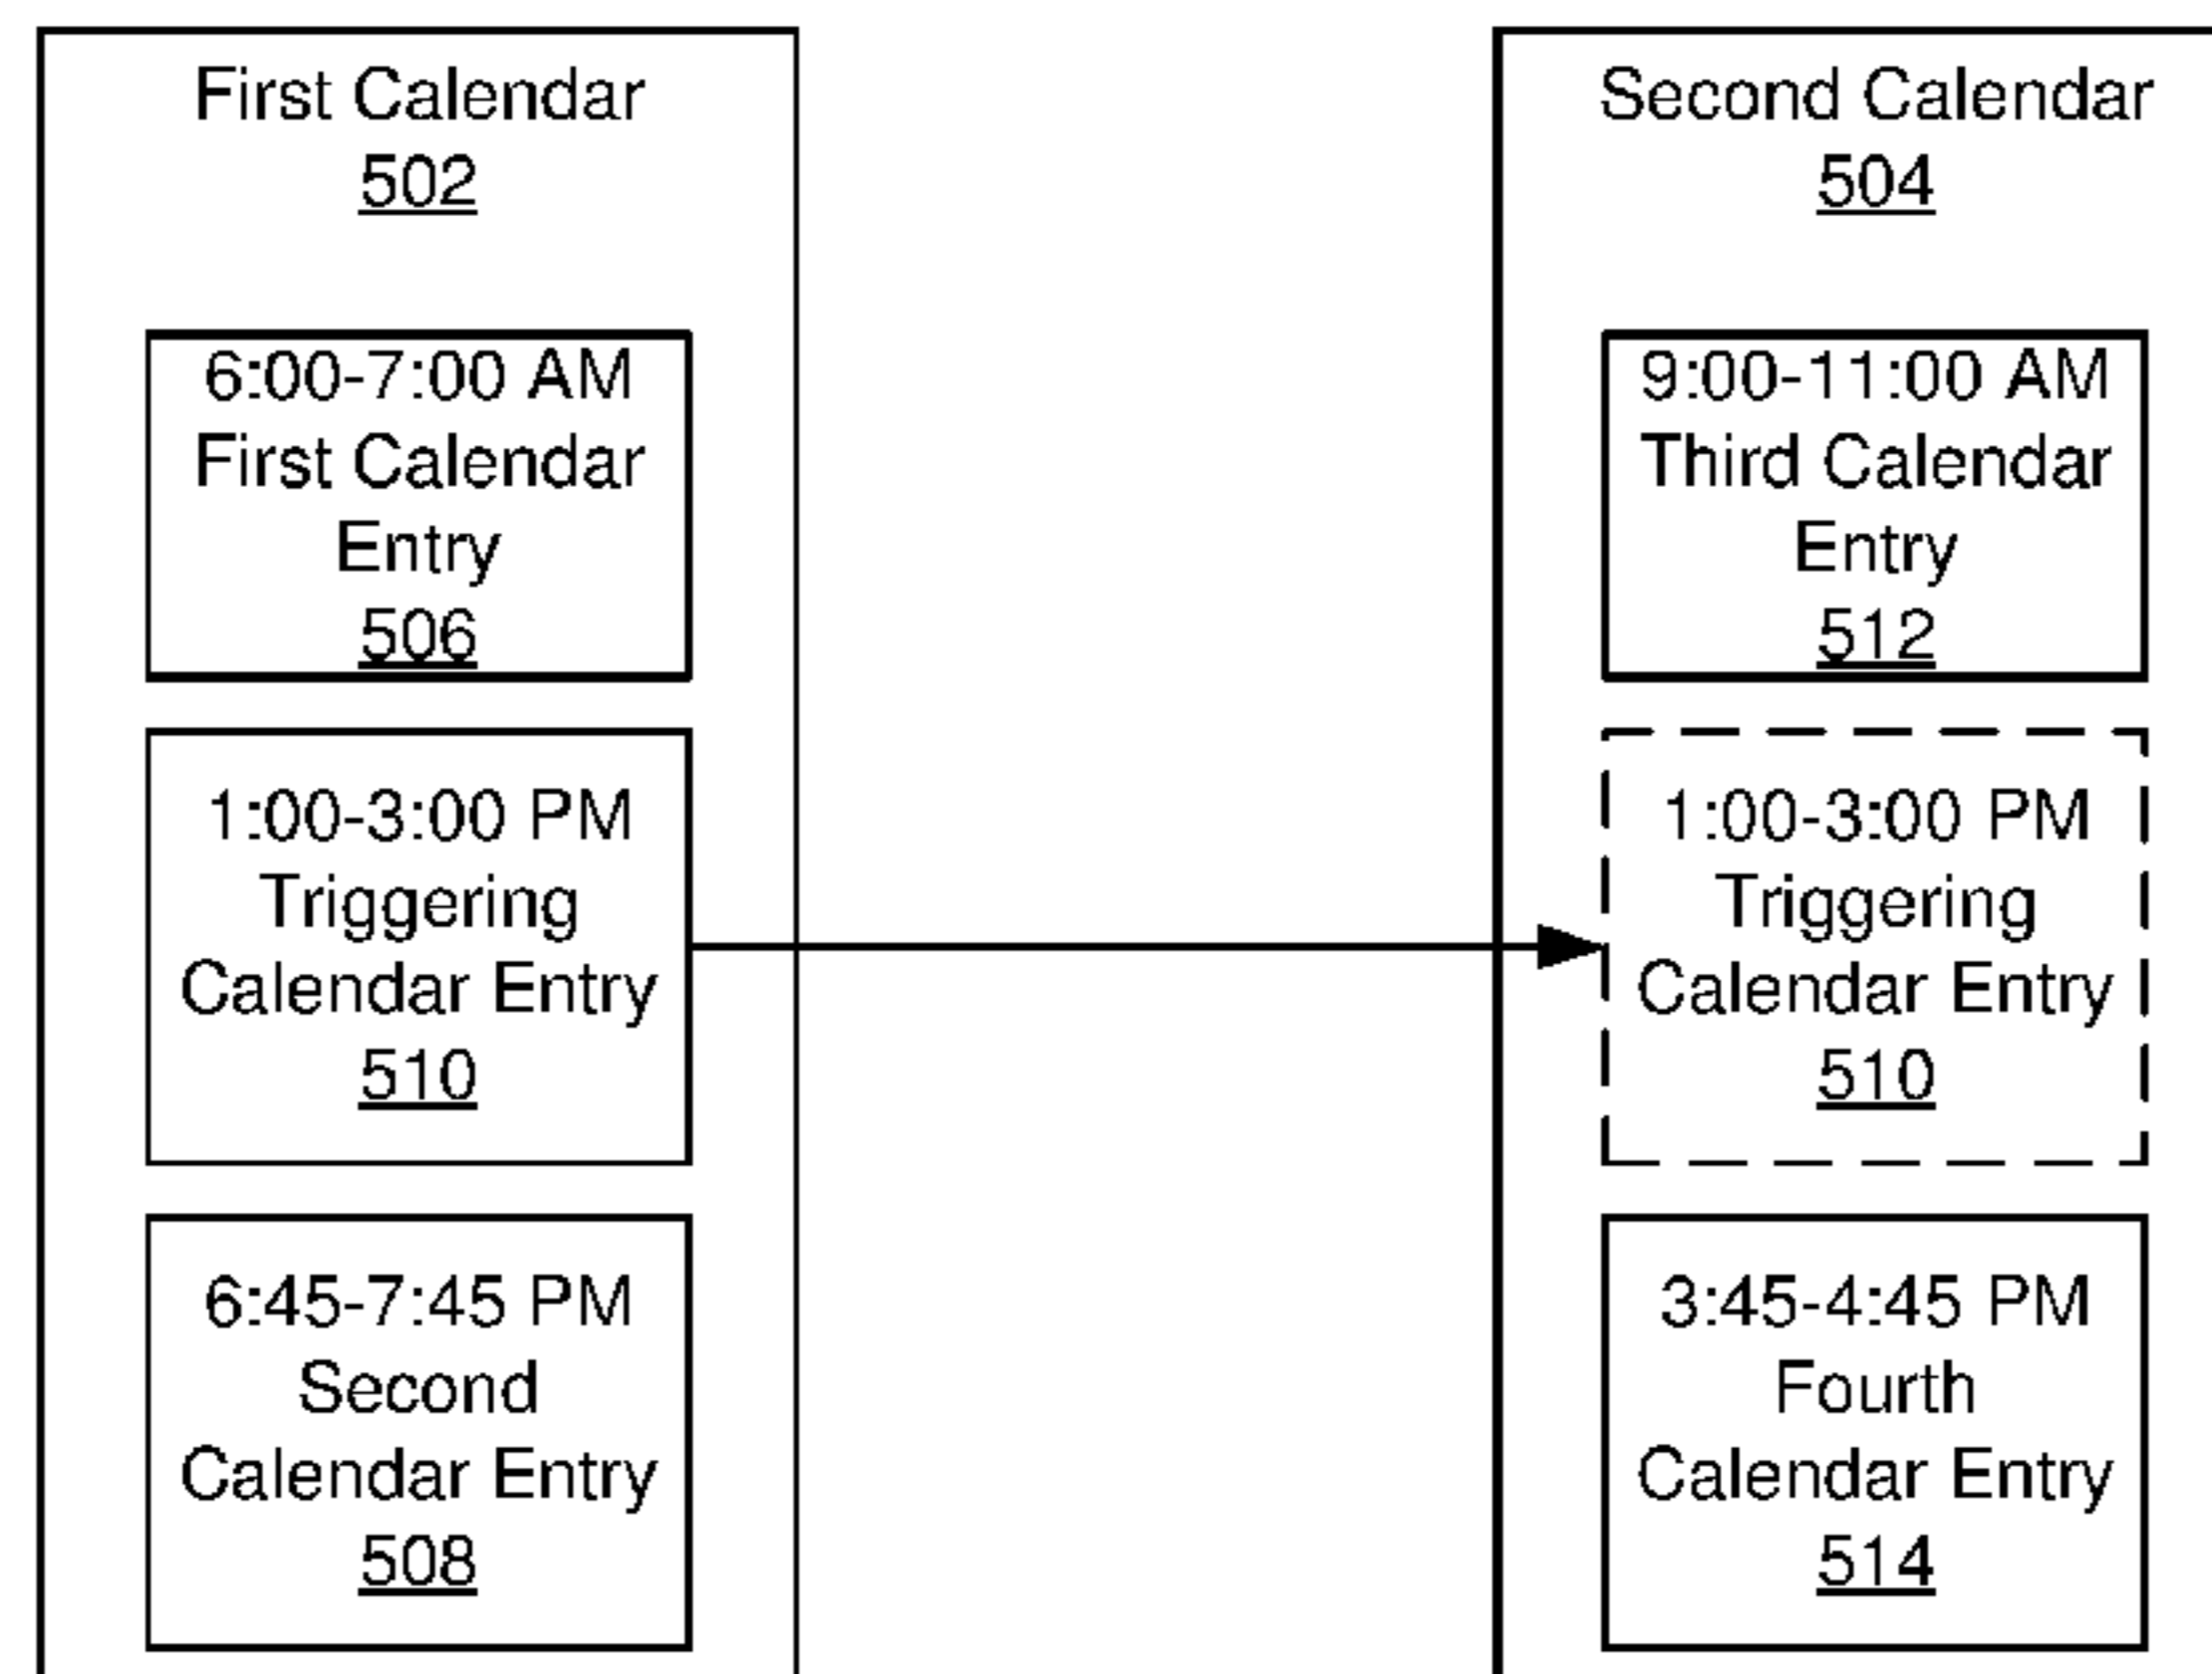 First Calendar
502
6:00-7:00 AM
First Calendar
Entry
506
1:00-3:00 PM
Triggering
Calendar Entry
510
6:45-7:45 PM
Second
Calendar Entry
508
Second Calendar
504
9:00-11:00 AM
Third Calendar
Entry
512
1:00-3:00 PM
Triggering
Calendar Entry
510
3:45-4:45 PM
Fourth
Calendar Entry
514